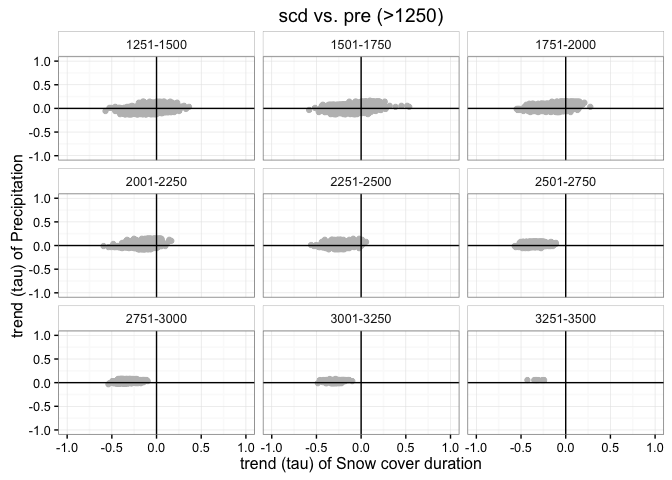 scd vs. pre (>1250)
1251-1500 1501-1750 1751-2000
1.0
0.5
0.0
-0.5
-1.0
2001-2250 2251-2500 2501-2750
1.0
0.5
0.0
-0.5
-1.0
trend (tau) of Precipitation
2751-3000 3001-3250 3251-3500
1.0
0.5
0.0
-0.5
-1.0
-1.0 -0.5 0.0 0.5 1.0 -1.0 -0.5 0.0 0.5 1.0 -1.0 -0.5 0.0 0.5 1.0
trend (tau) of Snow cover duration